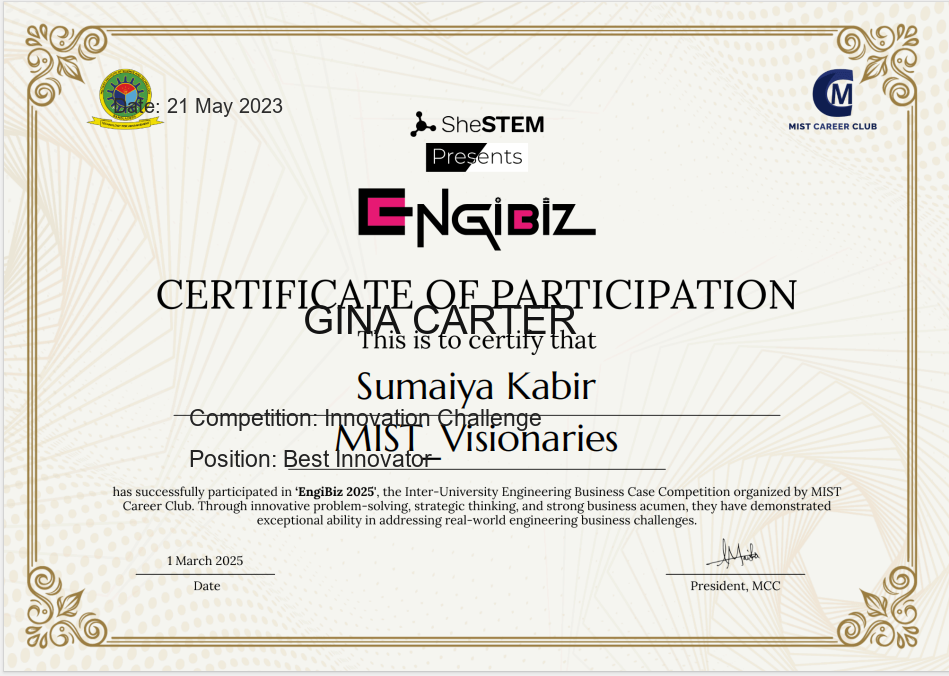 Date: 21 May 2023
SheSTEM
MIST CAREER CLUB
Presents
ENGIBIZ
CERTIFICATE OF PARTICIPATION
GINA CARTER
This is to certify that
Sumaiya Kabir
Competition: Innovation Challenge
MIST_Visionaries
Position: Best Innovator
has successfully participated in 'EngiBiz 2025', the Inter-University Engineering Business Case Competition organized by MIST
Career Club. Through innovative problem-solving, strategic thinking, and strong business acumen, they have demonstrated
exceptional ability in addressing real-world engineering business challenges.
1 March 2025
Date
President, MCC